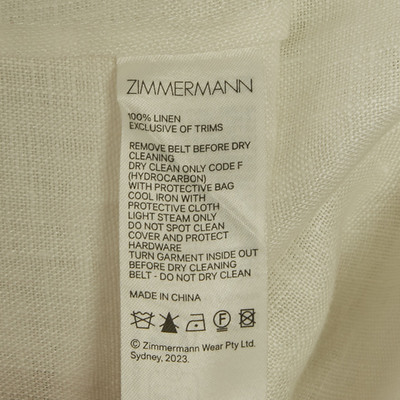 ZIMMERMANN
100% LINEN
EXCLUSIVE OF TRIMS
REMOVE BELT BEFORE DRY
CLEANING
DRY CLEAN ONLY CODE F
(HYDROCARBON)
WITH PROTECTIVE BAG
COOL IRON WITH
PROTECTIVE CLOTH
LIGHT STEAM ONLY
DO NOT SPOT CLEAN
COVER AND PROTECT
HARDWARE
TURN GARMENT INSIDE OUT
BEFORE DRY CLEANING
BELT - DO NOT DRY CLEAN
MADE IN CHINA
F
© Zimmermann Wear Pty Ltd.
Sydney, 2023.